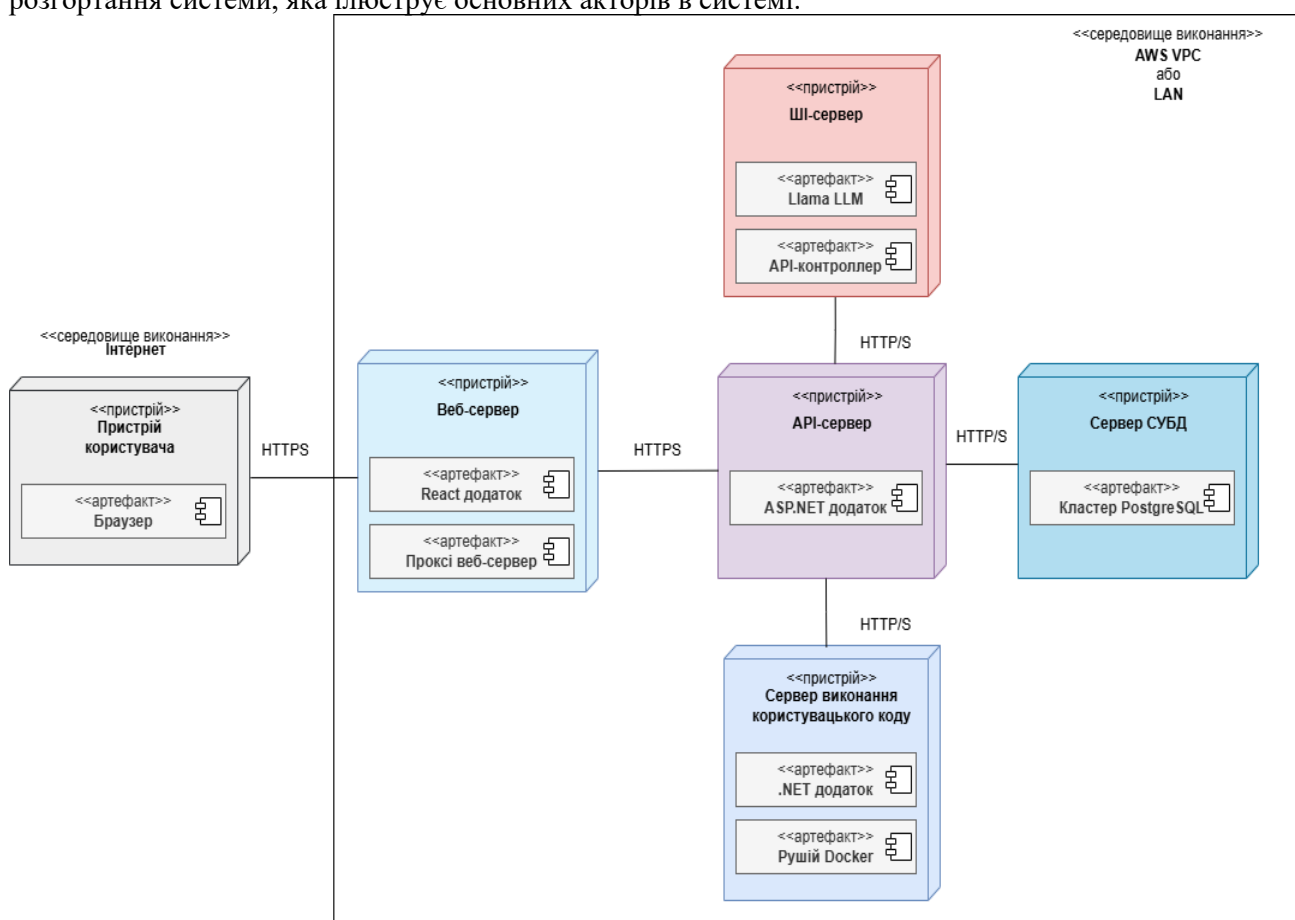 розгортання системи, яка ілюструє основних акторів в системі.
<<середовище виконання>>
AWS VPC
або
LAN
<<пристрій>>
ШІ-сервер
<<артефакт>>
Llama LLM
<<артефакт>>
API-контроллер
HTTP/S
<<середовище виконання>>
Інтернет
<<пристрій>>
Пристрій
користувача
<<артефакт>>
Браузер
HTTPS
<<пристрій>>
Веб-сервер
<<артефакт>>
React додаток
<<артефакт>>
Проксі веб-сервер
HTTPS
<<пристрій>>
API-сервер
<<артефакт>>
ASP.NET додаток
HTTP/S
<<пристрій>>
Сервер СУБД
<<артефакт>>
Кластер PostgreSQL
HTTP/S
<<пристрій>>
Сервер виконання
користувацького коду
<<артефакт>>
.NET додаток
<<артефакт>>
Рушій Docker